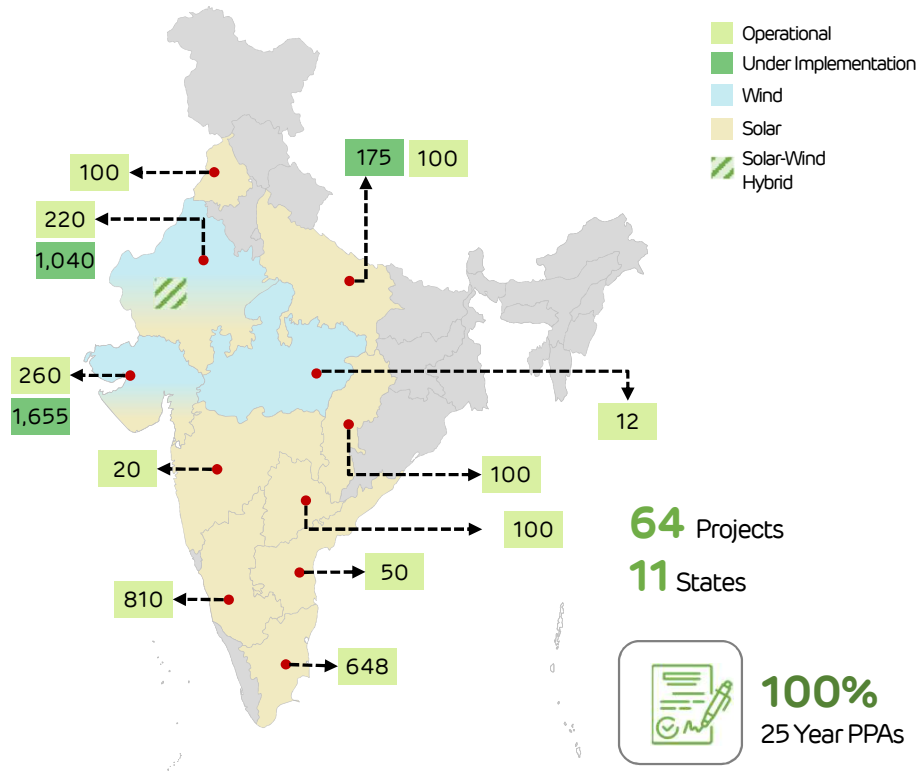 Operational
Under Implementation
Wind
Solar
Solar-Wind
Hybrid
175 100
100
220
1,040
260
1,655
12
20
100
100
50
810
648
64 Projects
11 States
100%
25 Year PPAs